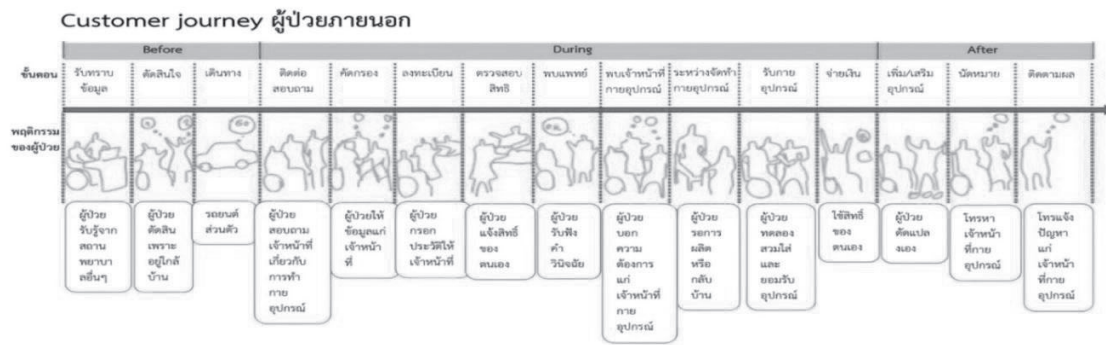 Customer journey ผู้ป่วยภายนอก
Before During After
ขั้นตอน
รับทราบ
ข้อมูล
ตัดสินใจ
เดินทาง
ติดต่อ
สอบถาม
คัดกรอง
ลงทะเบียน
ตรวจสอบ
สิทธิ
พบแพทย์
พบเจ้าหน้าที่
กายอุปกรณ์
ระหว่างจัดทำ
กายอุปกรณ์
รับกาย
อุปกรณ์
จ่ายเงิน
เพิ่ม/เสริม
อุปกรณ์
นัดหมาย
ติดตามผล
พฤติกรรม
ของผู้ป่วย
ผู้ป่วย
รับรู้จาก
สถาน
พยาบา
ลอื่นๆ
ผู้ป่วย
ตัดสิน
เพราะ
อยู่ใกล้
บ้าน
รถยนต์
ส่วนตัว
ผู้ป่วย
สอบถาม
เจ้าหน้าที่
เกี่ยวกับ
การทำ
กาย
อุปกรณ์
ผู้ป่วยให้
ข้อมูลแก่
เจ้าหน้า
ที่
ผู้ป่วย
กรอก
ประวัติให้
เจ้าหน้าที่
ผู้ป่วย
แจ้งสิทธิ์
ของ
ตนเอง
ผู้ป่วย
รับฟัง
คำ
วินิจฉัย
ผู้ป่วย
บอก
ความ
ต้องการ
แก่
เจ้าหน้าที่
กาย
อุปกรณ์
ผู้ป่วย
รอการ
ผลิต
หรือ
กลับ
บ้าน
ผู้ป่วย
ทดลอง
สวมใส่
และ
ยอมรับ
อุปกรณ์
ใช้สิทธิ์
ของ
ตนเอง
ผู้ป่วย
ดัดแปล
งเอง
โทรหา
เจ้าหน้า
ที่กาย
อุปกรณ์
โทรแจ้ง
ปัญหา
แก่
เจ้าหน้า
ที่กาย
อุปกรณ์